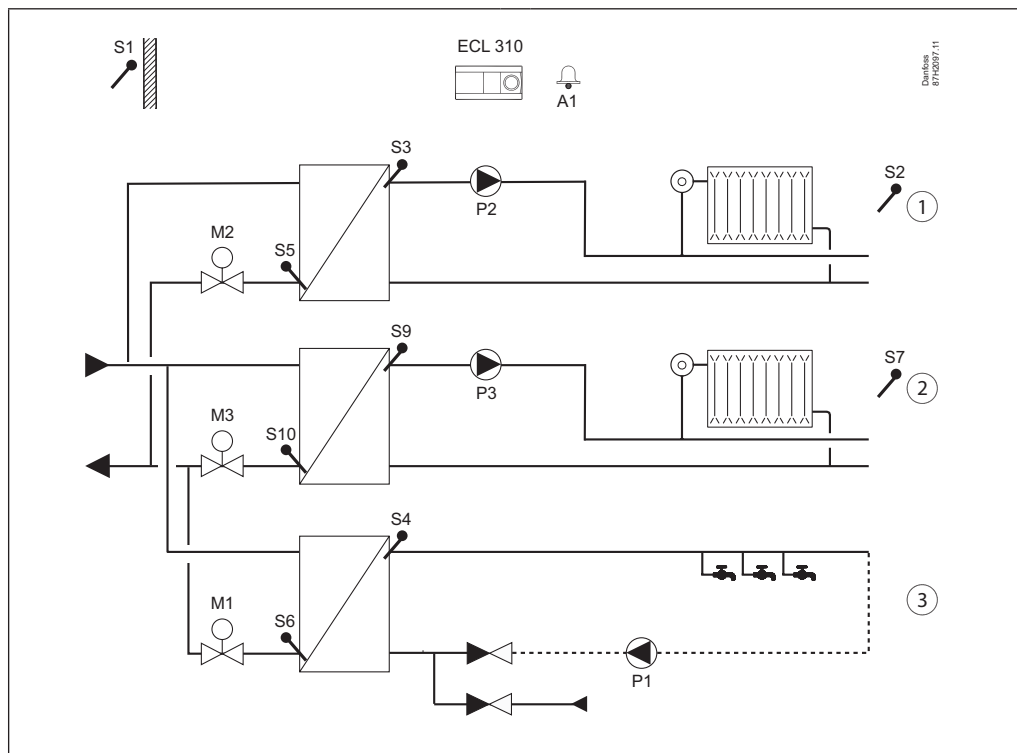 S1
ECL 310
A1
Danfoss
87H2097.11
S3
P2
S2
1
M2
S5
S9
P3
S7
2
M3
S10
S4
3
M1
S6
P1